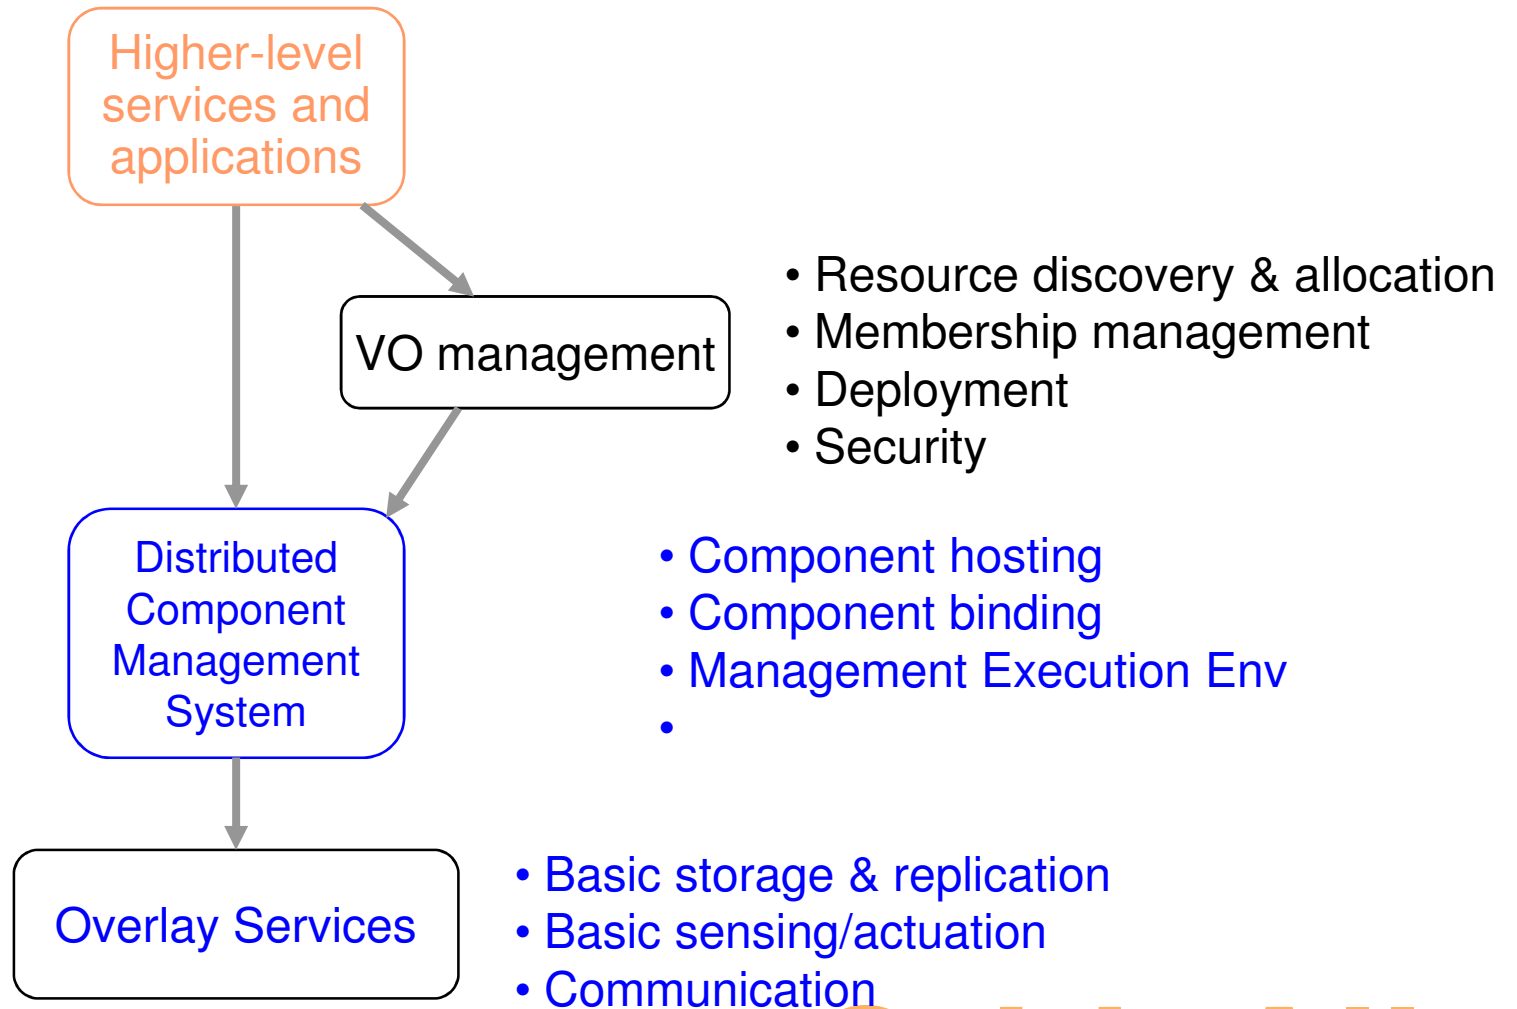 Higher-level
services and
applications
VO management
• Resource discovery & allocation
• Membership management
• Deployment
• Security
Distributed
Component
Management
System
• Component hosting
• Component binding
• Management Execution Env
•
Overlay Services
• Basic storage & replication
• Basic sensing/actuation
• Communication